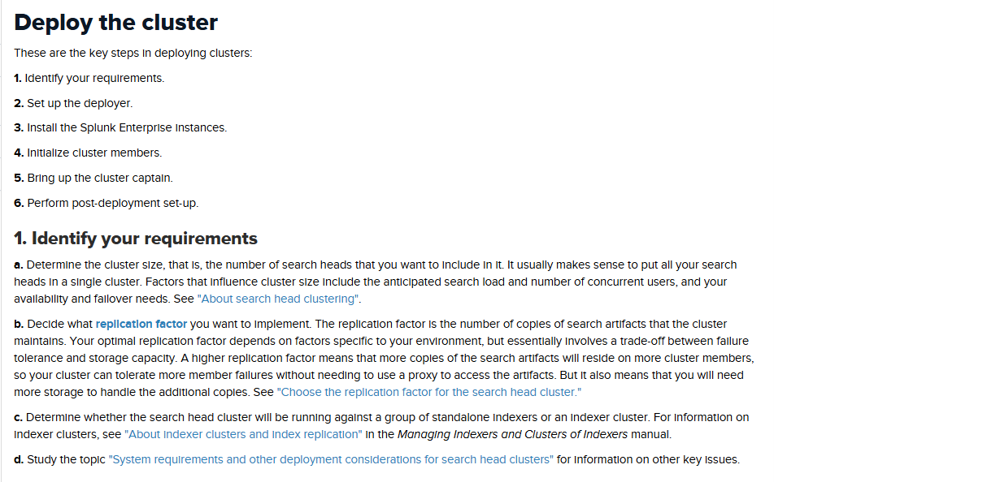 Deploy the cluster
These are the key steps in deploying clusters:
1. Identify your requirements.
2. Set up the deployer.
3. Install the Splunk Enterprise instances.
4. Initialize cluster members.
5. Bring up the cluster captain.
6. Perform post-deployment set-up.
1. Identify your requirements
a. Determine the cluster size, that is, the number of search heads that you want to include in it. It usually makes sense to put all your search
heads in a single cluster. Factors that influence cluster size include the anticipated search load and number of concurrent users, and your
availability and failover needs. See "About search head clustering".
b. Decide what replication factor you want to implement. The replication factor is the number of copies of search artifacts that the cluster
maintains. Your optimal replication factor depends on factors specific to your environment, but essentially involves a trade-off between failure
tolerance and storage capacity. A higher replication factor means that more copies of the search artifacts will reside on more cluster members,
so your cluster can tolerate more member failures without needing to use a proxy to access the artifacts. But it also means that you will need
more storage to handle the additional copies. See "Choose the replication factor for the search head cluster."
c. Determine whether the search head cluster will be running against a group of standalone indexers or an indexer cluster. For information on
indexer clusters, see "About indexer clusters and index replication" in the Managing Indexers and Clusters of Indexers manual.
d. Study the topic "System requirements and other deployment considerations for search head clusters" for information on other key issues.